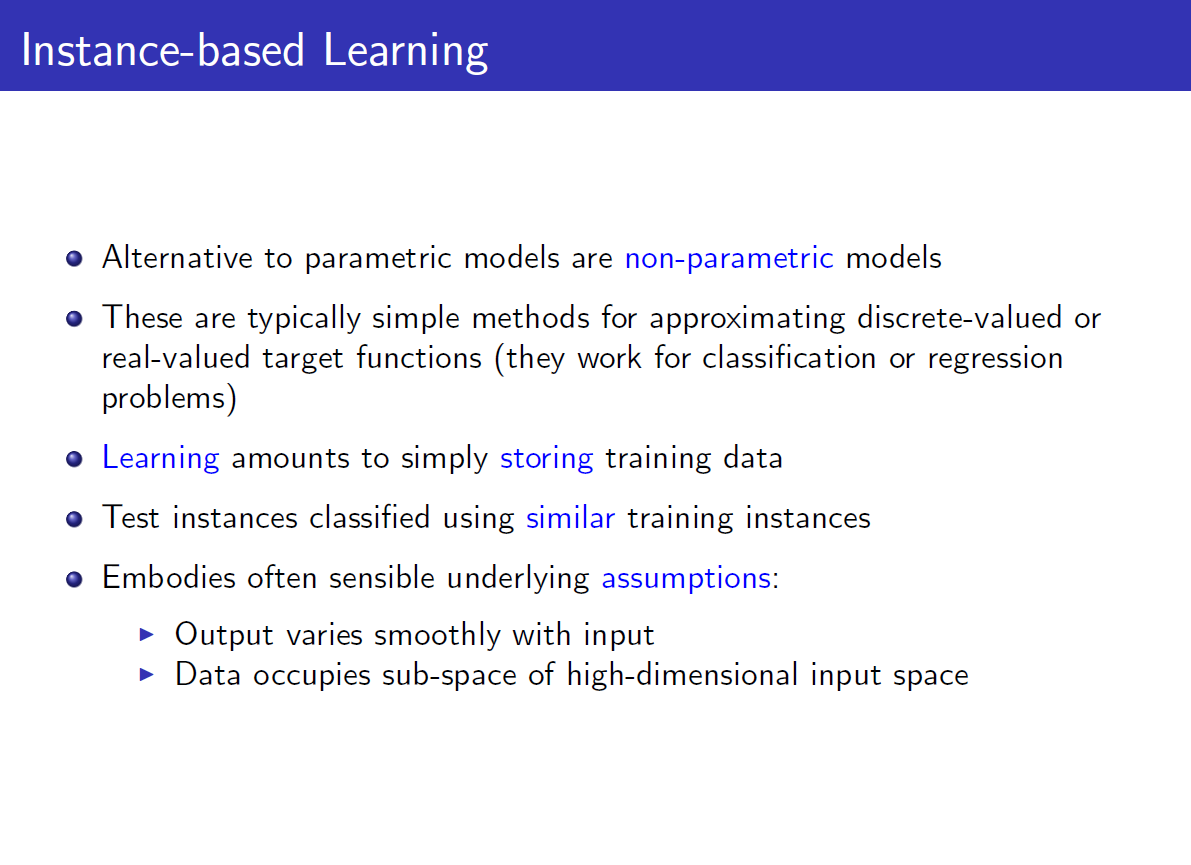 Instance-based Learning
Alternative to parametric models are non-parametric models
These are typically simple methods for approximating discrete-valued or
real-valued target functions (they work for classification or regression
problems)
Learning amounts to simply storing training data
Test instances classified using similar training instances
Embodies often sensible underlying assumptions:
Output varies smoothly with input
Data occupies sub-space of high-dimensional input space